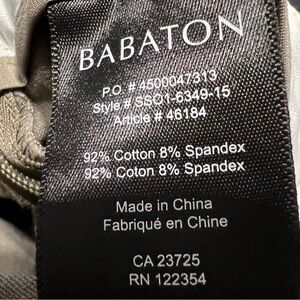 BABATON
P.O. # 4500047313
Style # SS01-6349-15
Article # 46184
92% Cotton 8% Spandex
92% Coton 8% Spandex
Made in China
Fabriqué en Chine
CA 23725
RN 122354